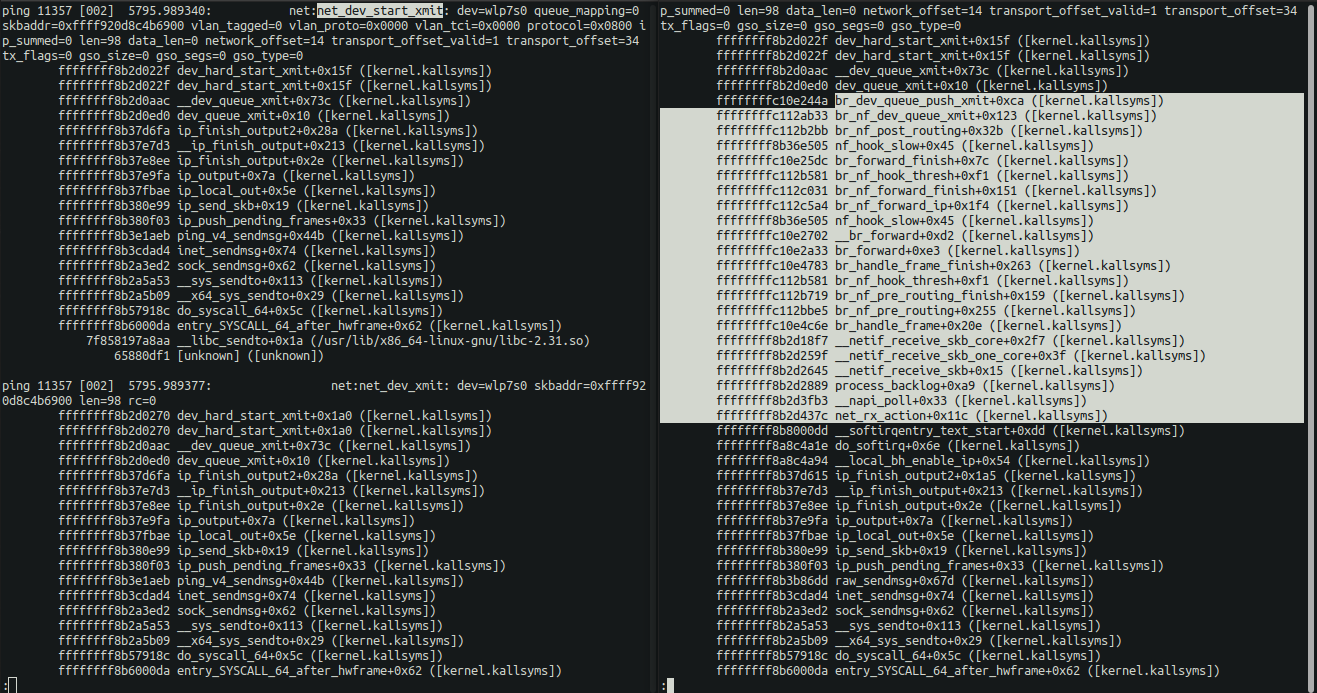 ping 11357 [002]  5795.989340:           net:net_dev_start_xmit: dev=wlp7s0 queue_mapping=0
skbaddr=0xffff920d8c4b6900 vlan_tagged=0 vlan_proto=0x0000 vlan_tci=0x0000 protocol=0x0800 i
p_summed=0 len=98 data_len=0 network_offset=14 transport_offset_valid=1 transport_offset=34
tx_flags=0 gso_size=0 gso_segs=0 gso_type=0
ffffffff8b2d022f dev_hard_start_xmit+0x15f ([kernel.kallsyms])
ffffffff8b2d022f dev_hard_start_xmit+0x15f ([kernel.kallsyms])
ffffffff8b2d0aac __dev_queue_xmit+0x73c ([kernel.kallsyms])
ffffffff8b2d0ed0 dev_queue_xmit+0x10 ([kernel.kallsyms])
ffffffff8b37d6fa ip_finish_output2+0x28a ([kernel.kallsyms])
ffffffff8b37e7d3 __ip_finish_output+0x213 ([kernel.kallsyms])
ffffffff8b37e8ee ip_finish_output+0x2e ([kernel.kallsyms])
ffffffff8b37e9fa ip_output+0x7a ([kernel.kallsyms])
ffffffff8b37fbae ip_local_out+0x5e ([kernel.kallsyms])
ffffffff8b380e99 ip_send_skb+0x19 ([kernel.kallsyms])
ffffffff8b380f03 ip_push_pending_frames+0x33 ([kernel.kallsyms])
ffffffff8b3e1aeb ping_v4_sendmsg+0x44b ([kernel.kallsyms])
ffffffff8b3cdad4 inet_sendmsg+0x74 ([kernel.kallsyms])
ffffffff8b2a3ed2 sock_sendmsg+0x62 ([kernel.kallsyms])
ffffffff8b2a5a53 __sys_sendto+0x113 ([kernel.kallsyms])
ffffffff8b2a5b09 __x64_sys_sendto+0x29 ([kernel.kallsyms])
ffffffff8b57918c do_syscall_64+0x5c ([kernel.kallsyms])
ffffffff8b6000da entry_SYSCALL_64_after_hwframe+0x62 ([kernel.kallsyms])
7f858197a8aa __libc_sendto+0x1a (/usr/lib/x86_64-linux-gnu/libc-2.31.so)
65880df1 [unknown] ([unknown])
ping 11357 [002]  5795.989377:                 net:net_dev_xmit: dev=wlp7s0 skbaddr=0xffff92
0d8c4b6900 len=98 rc=0
ffffffff8b2d0270 dev_hard_start_xmit+0x1a0 ([kernel.kallsyms])
ffffffff8b2d0270 dev_hard_start_xmit+0x1a0 ([kernel.kallsyms])
ffffffff8b2d0aac __dev_queue_xmit+0x73c ([kernel.kallsyms])
ffffffff8b2d0ed0 dev_queue_xmit+0x10 ([kernel.kallsyms])
ffffffff8b37d6fa ip_finish_output2+0x28a ([kernel.kallsyms])
ffffffff8b37e7d3 __ip_finish_output+0x213 ([kernel.kallsyms])
ffffffff8b37e8ee ip_finish_output+0x2e ([kernel.kallsyms])
ffffffff8b37e9fa ip_output+0x7a ([kernel.kallsyms])
ffffffff8b37fbae ip_local_out+0x5e ([kernel.kallsyms])
ffffffff8b380e99 ip_send_skb+0x19 ([kernel.kallsyms])
ffffffff8b380f03 ip_push_pending_frames+0x33 ([kernel.kallsyms])
ffffffff8b3e1aeb ping_v4_sendmsg+0x44b ([kernel.kallsyms])
ffffffff8b3cdad4 inet_sendmsg+0x74 ([kernel.kallsyms])
ffffffff8b2a3ed2 sock_sendmsg+0x62 ([kernel.kallsyms])
ffffffff8b2a5a53 __sys_sendto+0x113 ([kernel.kallsyms])
ffffffff8b2a5b09 __x64_sys_sendto+0x29 ([kernel.kallsyms])
ffffffff8b57918c do_syscall_64+0x5c ([kernel.kallsyms])
ffffffff8b6000da entry_SYSCALL_64_after_hwframe+0x62 ([kernel.kallsyms])
:
p_summed=0 len=98 data_len=0 network_offset=14 transport_offset_valid=1 transport_offset=34
tx_flags=0 gso_size=0 gso_segs=0 gso_type=0
ffffffff8b2d022f dev_hard_start_xmit+0x15f ([kernel.kallsyms])
ffffffff8b2d022f dev_hard_start_xmit+0x15f ([kernel.kallsyms])
ffffffff8b2d0aac __dev_queue_xmit+0x73c ([kernel.kallsyms])
ffffffff8b2d0ed0 dev_queue_xmit+0x10 ([kernel.kallsyms])
ffffffffc10e244a br_dev_queue_push_xmit+0xca ([kernel.kallsyms])
ffffffffc112ab33 br_nf_dev_queue_xmit+0x123 ([kernel.kallsyms])
ffffffffc112b2bb br_nf_post_routing+0x32b ([kernel.kallsyms])
ffffffff8b36e505 nf_hook_slow+0x45 ([kernel.kallsyms])
ffffffffc10e25dc br_forward_finish+0x7c ([kernel.kallsyms])
ffffffffc112b581 br_nf_hook_thresh+0xf1 ([kernel.kallsyms])
ffffffffc112c031 br_nf_forward_finish+0x151 ([kernel.kallsyms])
ffffffffc112c5a4 br_nf_forward_ip+0x1f4 ([kernel.kallsyms])
ffffffff8b36e505 nf_hook_slow+0x45 ([kernel.kallsyms])
ffffffffc10e2702 __br_forward+0xd2 ([kernel.kallsyms])
ffffffffc10e2a33 br_forward+0xe3 ([kernel.kallsyms])
ffffffffc10e4783 br_handle_frame_finish+0x263 ([kernel.kallsyms])
ffffffffc112b581 br_nf_hook_thresh+0xf1 ([kernel.kallsyms])
ffffffffc112b719 br_nf_pre_routing_finish+0x159 ([kernel.kallsyms])
ffffffffc112bbe5 br_nf_pre_routing+0x255 ([kernel.kallsyms])
ffffffffc10e4c6e br_handle_frame+0x20e ([kernel.kallsyms])
ffffffff8b2d18f7 __netif_receive_skb_core+0x2f7 ([kernel.kallsyms])
ffffffff8b2d259f __netif_receive_skb_one_core+0x3f ([kernel.kallsyms])
ffffffff8b2d2645 __netif_receive_skb+0x15 ([kernel.kallsyms])
ffffffff8b2d2889 process_backlog+0xa9 ([kernel.kallsyms])
ffffffff8b2d3fb3 __napi_poll+0x33 ([kernel.kallsyms])
ffffffff8b2d437c net_rx_action+0x11c ([kernel.kallsyms])
ffffffff8b8000dd __softirqentry_text_start+0xdd ([kernel.kallsyms])
ffffffff8a8c4a1e do_softirq+0x6e ([kernel.kallsyms])
ffffffff8a8c4a94 __local_bh_enable_ip+0x54 ([kernel.kallsyms])
ffffffff8b37d615 ip_finish_output2+0x1a5 ([kernel.kallsyms])
ffffffff8b37e7d3 __ip_finish_output+0x213 ([kernel.kallsyms])
ffffffff8b37e8ee ip_finish_output+0x2e ([kernel.kallsyms])
ffffffff8b37e9fa ip_output+0x7a ([kernel.kallsyms])
ffffffff8b37fbae ip_local_out+0x5e ([kernel.kallsyms])
ffffffff8b380e99 ip_send_skb+0x19 ([kernel.kallsyms])
ffffffff8b380f03 ip_push_pending_frames+0x33 ([kernel.kallsyms])
ffffffff8b3b86dd raw_sendmsg+0x67d ([kernel.kallsyms])
ffffffff8b3cdad4 inet_sendmsg+0x74 ([kernel.kallsyms])
ffffffff8b2a3ed2 sock_sendmsg+0x62 ([kernel.kallsyms])
ffffffff8b2a5a53 __sys_sendto+0x113 ([kernel.kallsyms])
ffffffff8b2a5b09 __x64_sys_sendto+0x29 ([kernel.kallsyms])
ffffffff8b57918c do_syscall_64+0x5c ([kernel.kallsyms])
ffffffff8b6000da entry_SYSCALL_64_after_hwframe+0x62 ([kernel.kallsyms])
: